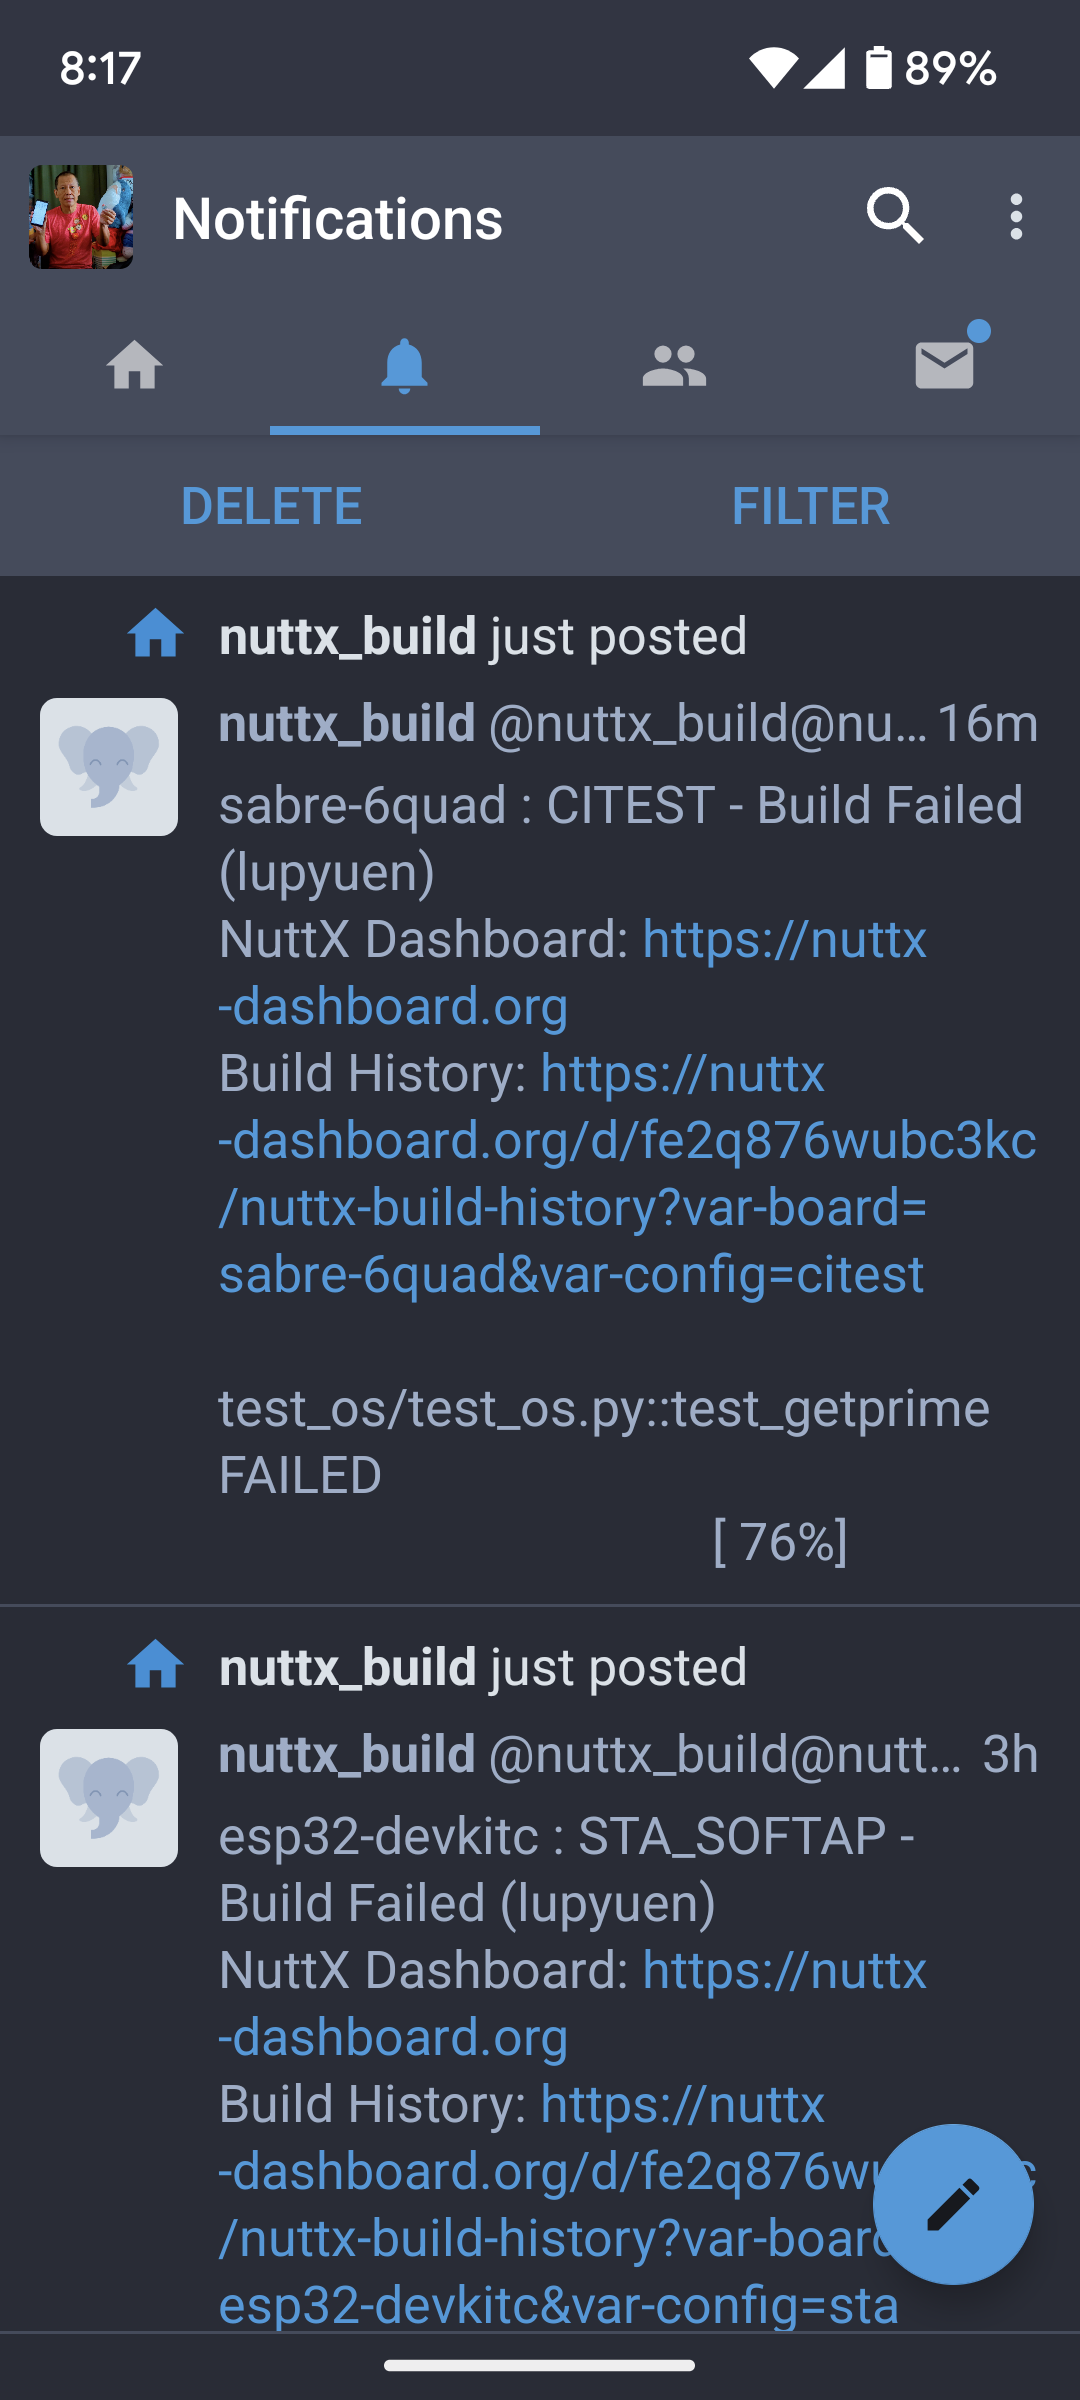 8:17
89%
Notifications
DELETE
FILTER
nuttx_build just posted
nuttx_build @nuttx_build@nu... 16m
sabre-6quad : CITEST - Build Failed
(lupyuen)
NuttX Dashboard: https://nuttx
-dashboard.org
Build History: https://nuttx
-dashboard.org/d/fe2q876wubc3kc
/nuttx-build-history?var-board=
sabre-6quad&var-config=citest
test_os/test_os.py::test_getprime
FAILED
[ 76%]
nuttx_build just posted
nuttx_build @nuttx_build@nutt... 3h
esp32-devkitc : STA_SOFTAP -
Build Failed (lupyuen)
NuttX Dashboard: https://nuttx
-dashboard.org
Build History: https://nuttx
-dashboard.org/d/fe2q876w
/nuttx-build-history?var-board
esp32-devkitc&var-config=sta